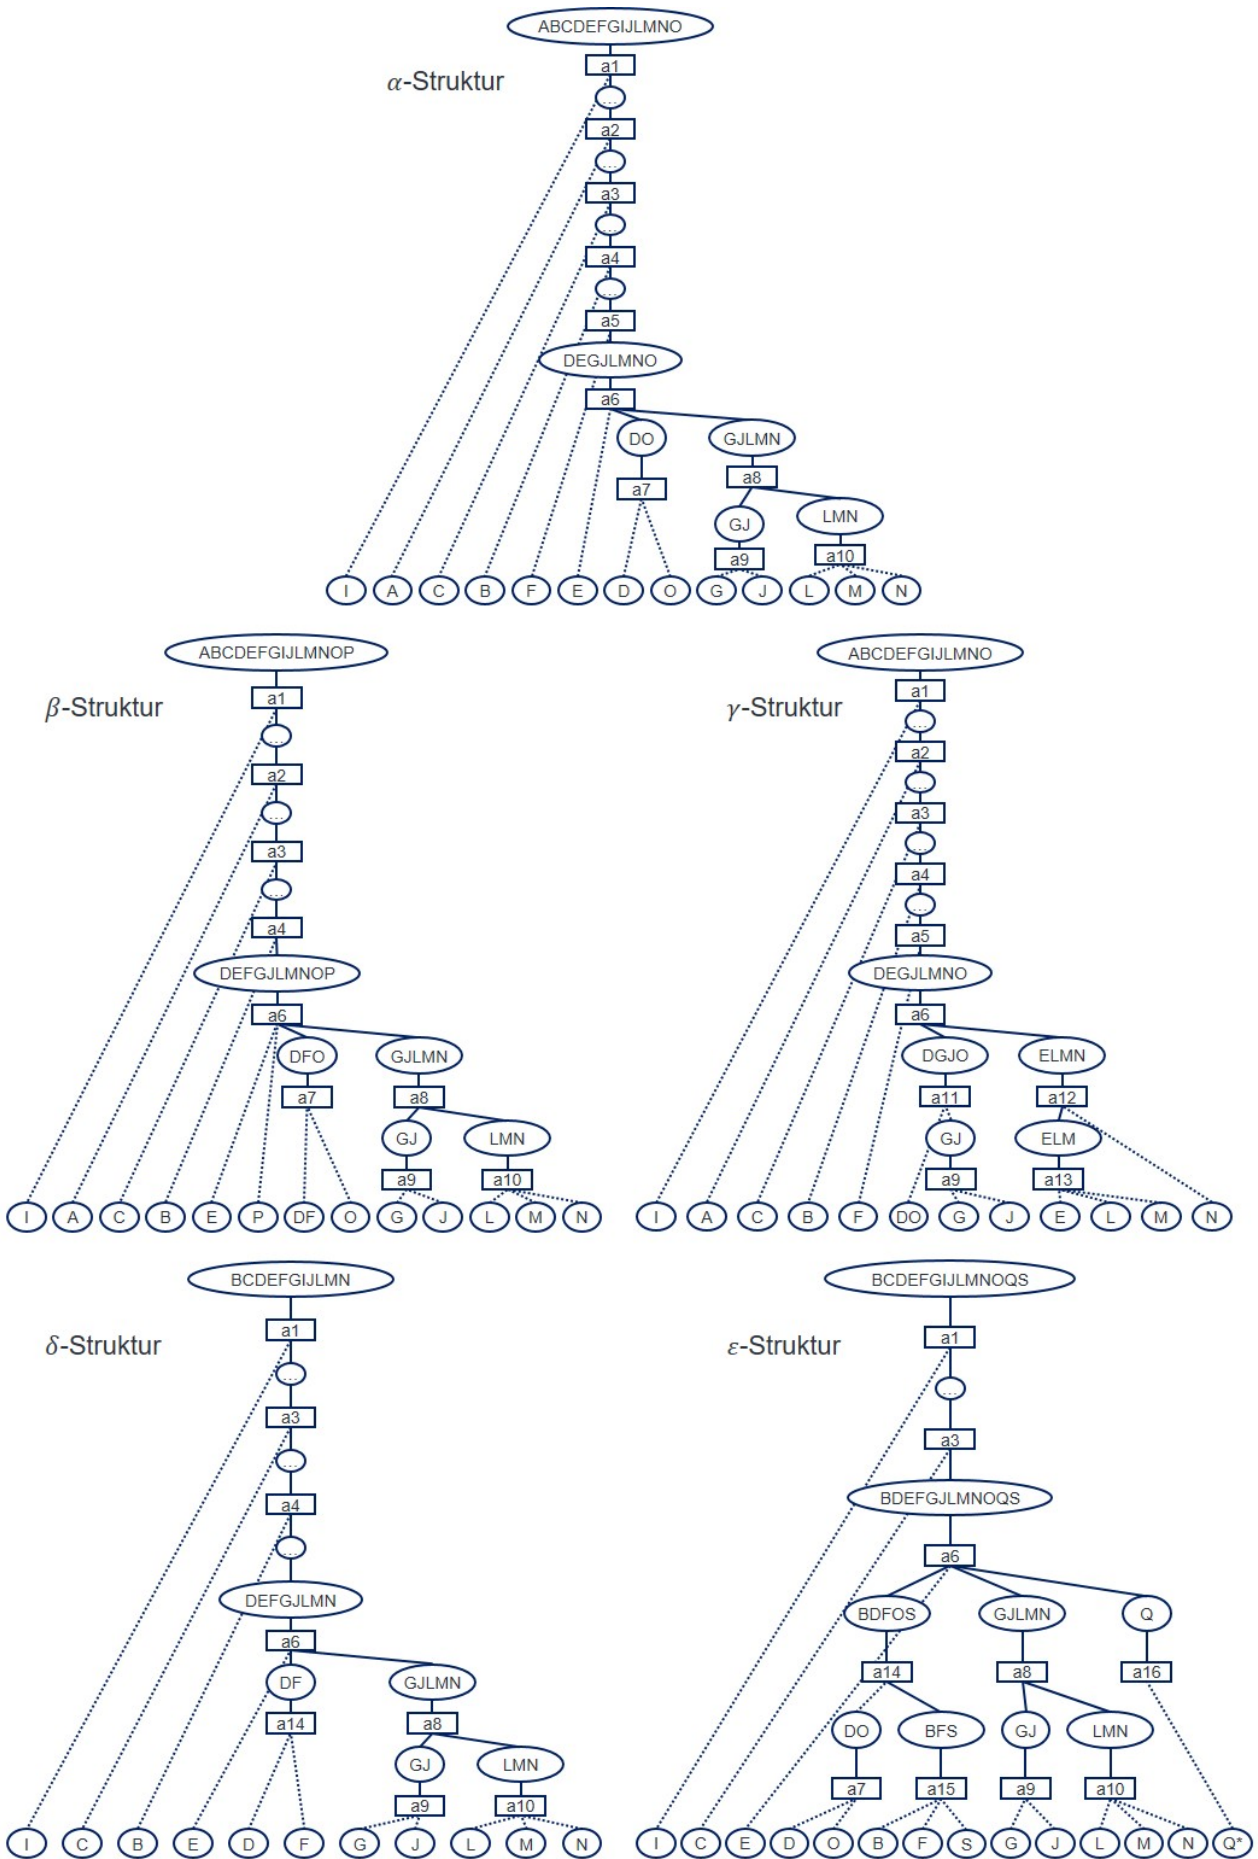 ABCDEFGIJLMNO
α-Struktur
a1
...
a2
...
a3
...
a4
...
a5
DEGJLMNO
a6
DO GJLMN
a7 a8
GJ LMN
a9 a10
I A C B F E D O G J L M N
ABCDEFGIJLMNOP
β-Struktur
a1
...
a2
...
a3
...
a4
DEFGJLMNOP
a6
DFO GJLMN
a7 a8
GJ LMN
a9 a10
I A C B E P DF O G J L M N
ABCDEFGIJLMNO
γ-Struktur
a1
...
a2
...
a3
...
a4
...
a5
DEGJLMNO
a6
DGJO ELMN
a11 a12
GJ ELM
a9 a13
I A C B F DO G J E L M N
BCDEFGIJLMN
δ-Struktur
a1
...
a3
...
a4
...
DEFGJLMN
a6
DF GJLMN
a14 a8
GJ LMN
a9 a10
I C B E D F G J L M N
BCDEFGIJLMNOQS
ε-Struktur
a1
...
a3
BDEFGJLMNOQS
a6
BDFOS GJLMN Q
a14 a8 a16
DO BFS GJ LMN
a7 a15 a9 a10
I C E D O B F S G J L M N Q*